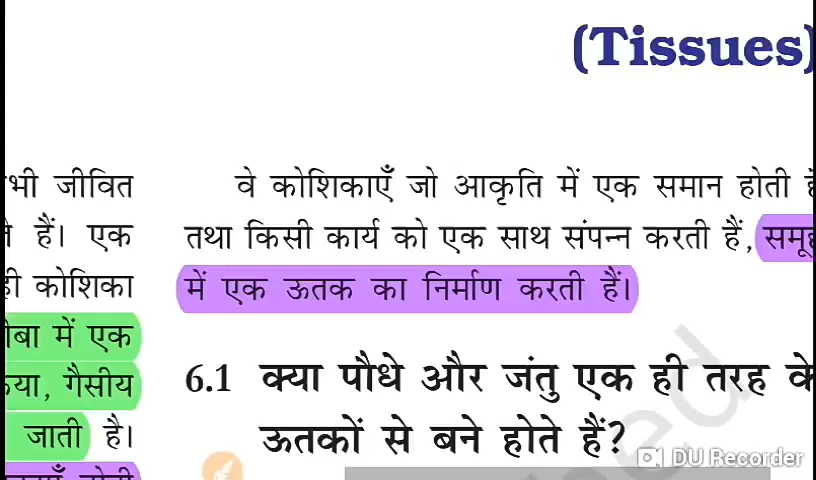 (Tissues)
भी जीवित
हैं। एक
ही कोशिका
में एक
गैसीय
जाती है।
वे कोशिकाएँ जो आकृति में एक समान होती
तथा किसी कार्य को एक साथ संपन्न करती हैं, समूह
में एक ऊतक का निर्माण करती हैं।
6.1 क्या पौधे और जंतु एक ही तरह के
ऊतकों से बने होते हैं?
DU Recorder